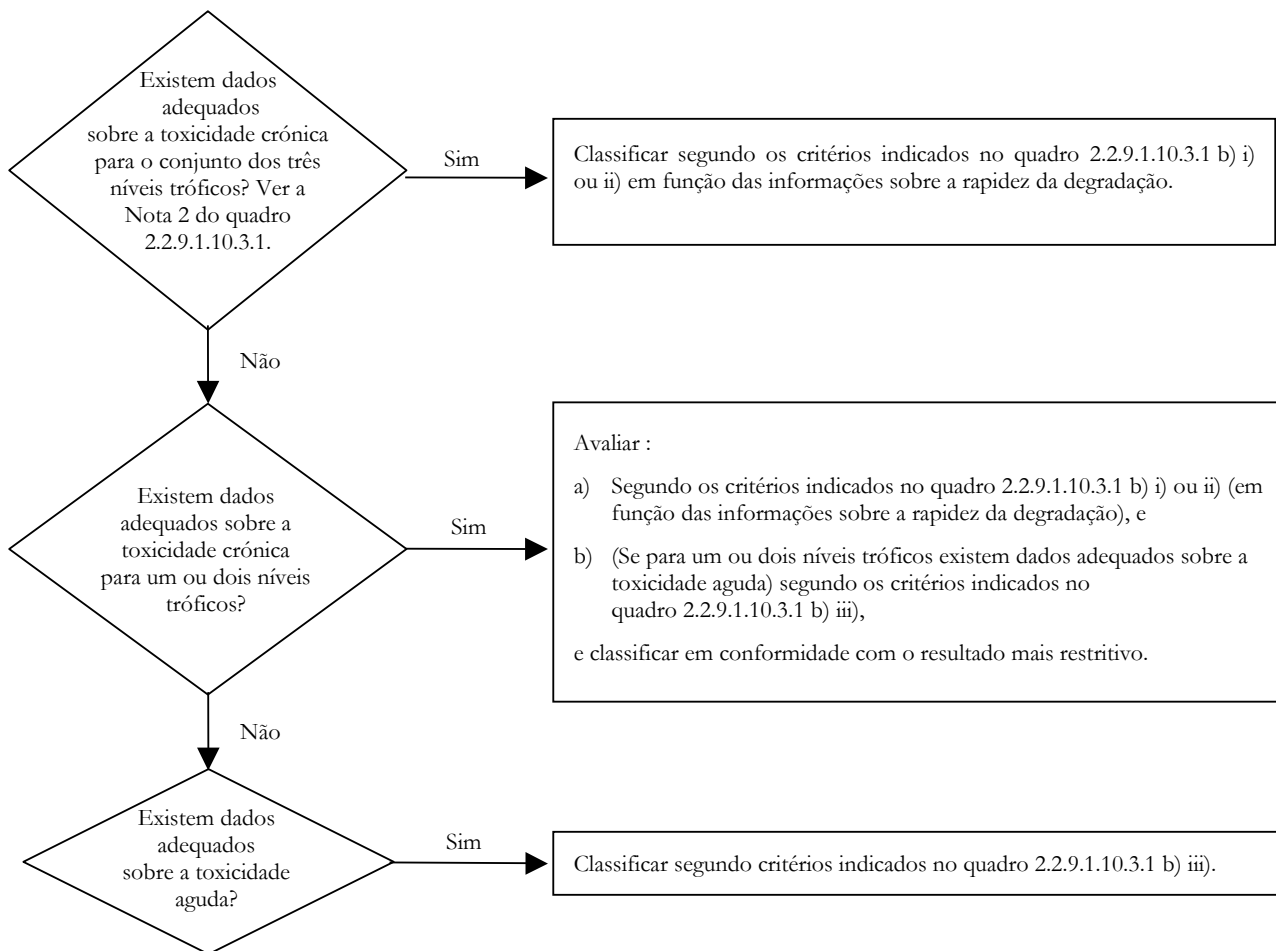 Existem dados
adequados
sobre a toxicidade crónica
para o conjunto dos três
níveis tróficos? Ver a
Nota 2 do quadro
2.2.9.1.10.3.1.
Sim
Classificar segundo os critérios indicados no quadro 2.2.9.1.10.3.1 b) i)
ou ii) em função das informações sobre a rapidez da degradação.
Não
Existem dados
adequados sobre a
toxicidade crónica
para um ou dois níveis
tróficos?
Sim
Avaliar :
a) Segundo os critérios indicados no quadro 2.2.9.1.10.3.1 b) i) ou ii) (em
função das informações sobre a rapidez da degradação), e
b) (Se para um ou dois níveis tróficos existem dados adequados sobre a
toxicidade aguda) segundo os critérios indicados no
quadro 2.2.9.1.10.3.1 b) iii),
e classificar em conformidade com o resultado mais restritivo.
Não
Existem dados
adequados
sobre a toxicidade
aguda?
Sim
Classificar segundo critérios indicados no quadro 2.2.9.1.10.3.1 b) iii).